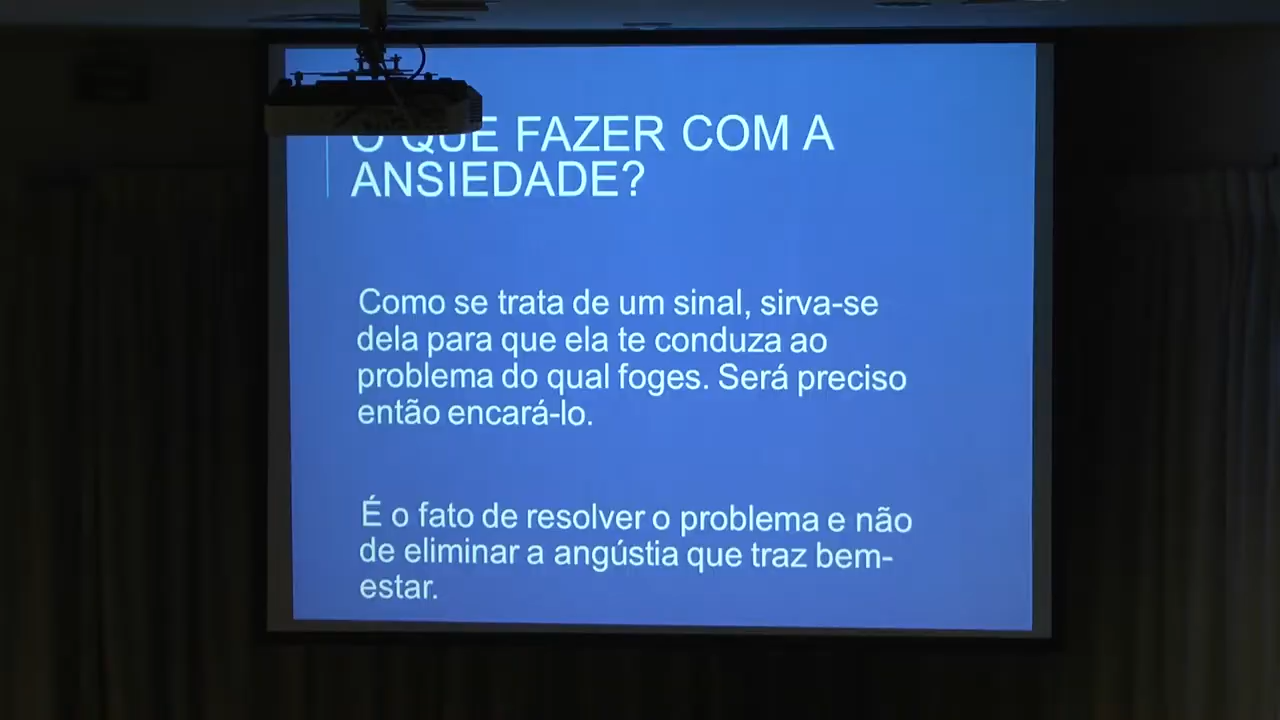 O QUE FAZER COM A
ANSIEDADE?
Como se trata de um sinal, sirva-se
dela para que ela te conduza ao
problema do qual foges. Será preciso
então encará-lo.
É o fato de resolver o problema e não
de eliminar a angústia que traz bem-
estar.